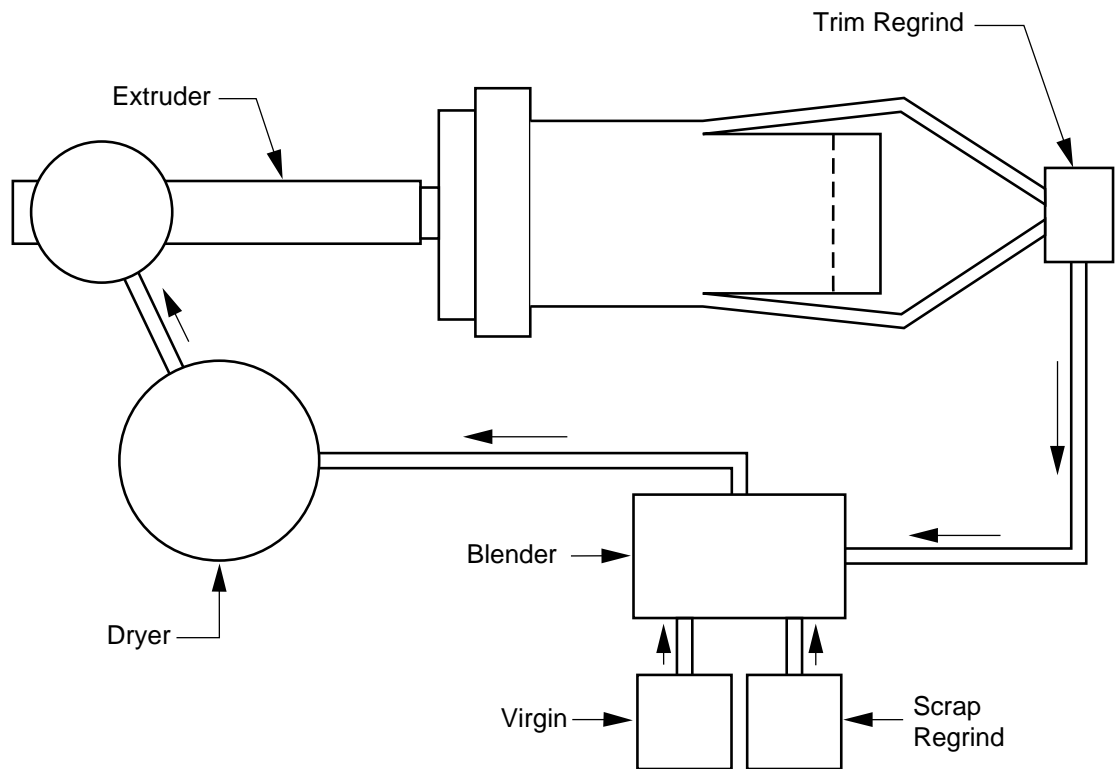 Trim Regrind
Extruder
Blender
Dryer
Virgin
Scrap
Regrind